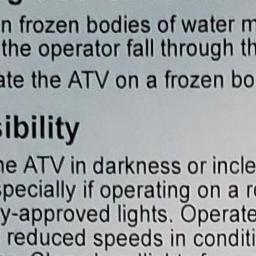 n frozen bodies of water m
the operator fall through th
ate the ATV on a frozen bo
sibility
he ATV in darkness or incle
specially if operating on a r
y-approved lights. Operate
reduced speeds in conditi